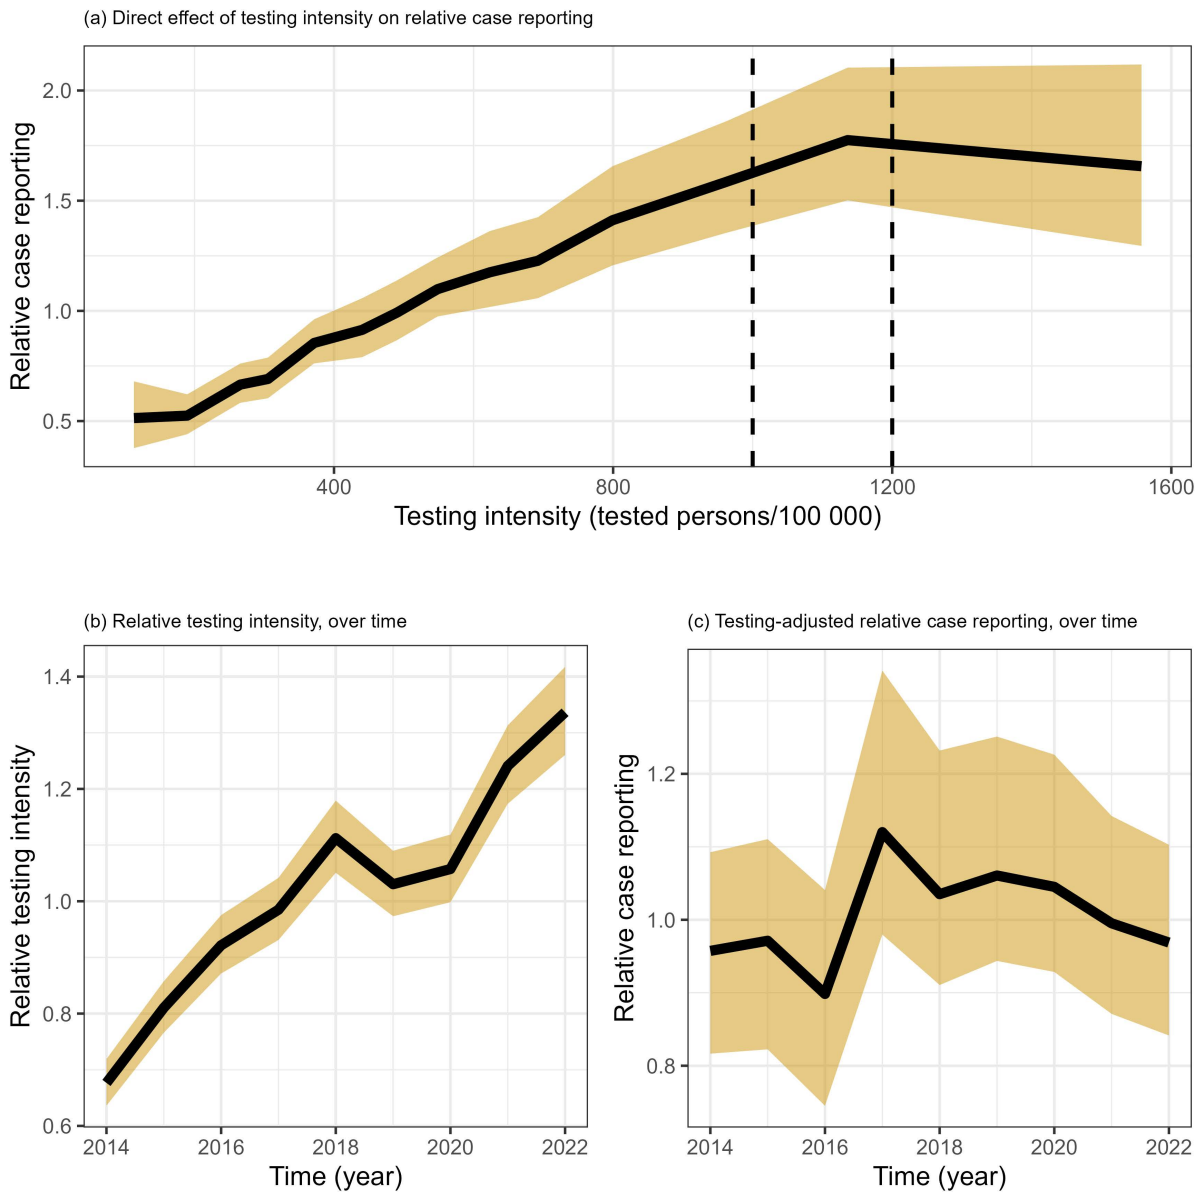 (a) Direct effect of testing intensity on relative case reporting
Relative case reporting
2.0
1.5
1.0
0.5
400 800 1200 1600
Testing intensity (tested persons/100 000)
(b) Relative testing intensity, over time
Relative testing intensity
1.4
1.2
1.0
0.8
0.6
2014 2016 2018 2020 2022
Time (year)
(c) Testing-adjusted relative case reporting, over time
Relative case reporting
1.2
1.0
0.8
2014 2016 2018 2020 2022
Time (year)